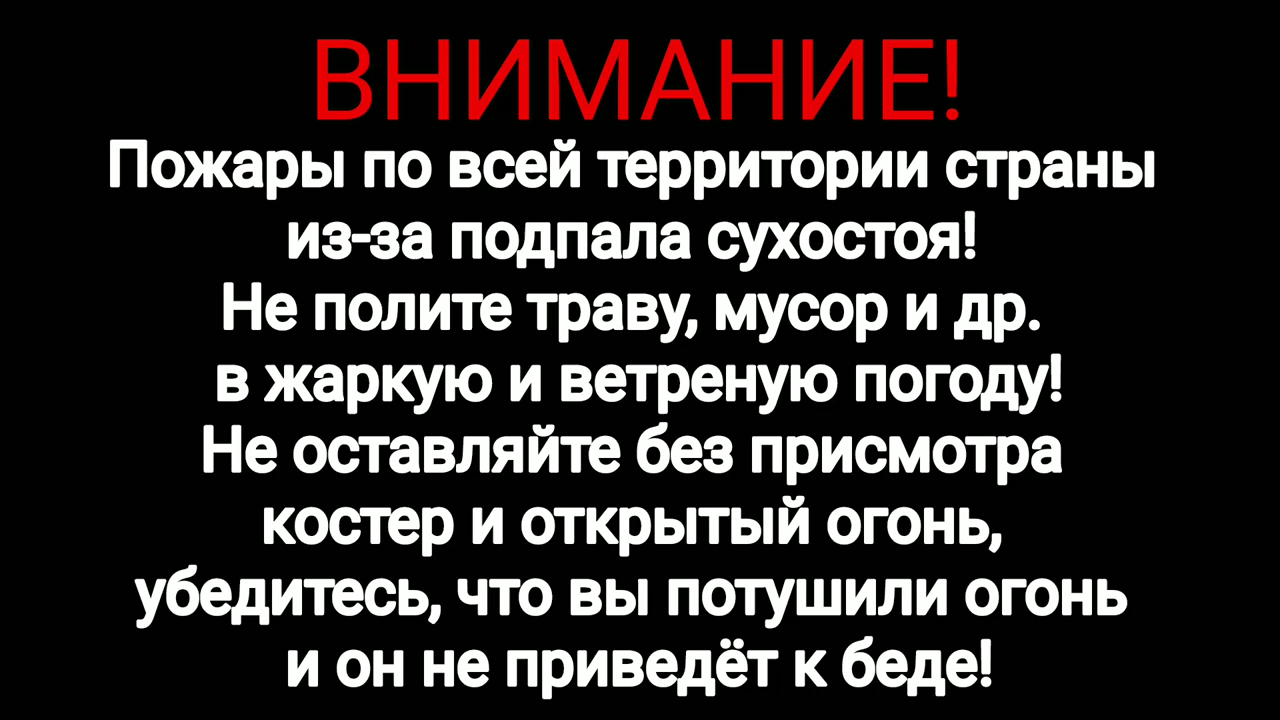 ВНИМАНИЕ!
Пожары по всей территории страны
из-за подпала сухостоя!
Не полите траву, мусор и др.
в жаркую и ветреную погоду!
Не оставляйте без присмотра
костер и открытый огонь,
убедитесь, что вы потушили огонь
и он не приведёт к беде!